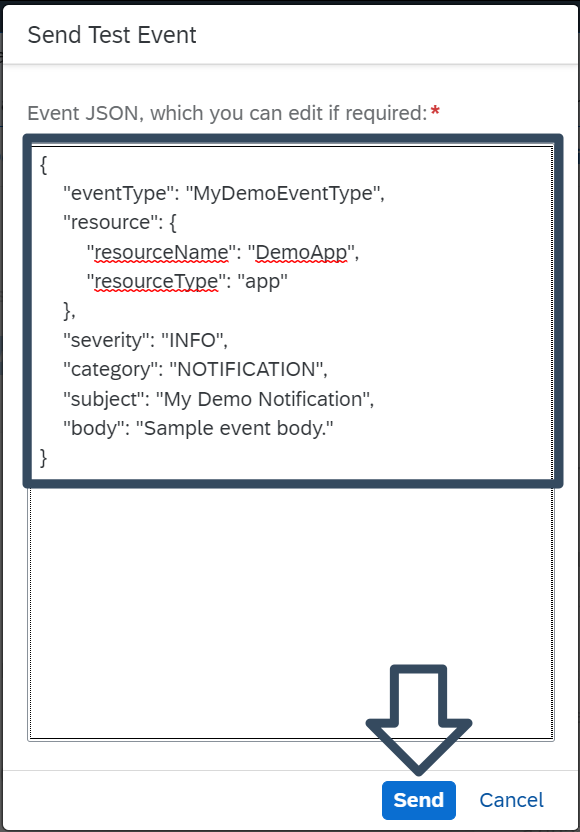 Send Test Event
Event JSON, which you can edit if required:*
{
"eventType": "MyDemoEventType",
"resource": {
"resourceName": "DemoApp",
"resourceType": "app"
},
"severity": "INFO",
"category": "NOTIFICATION",
"subject": "My Demo Notification",
"body": "Sample event body."
}
Send Cancel